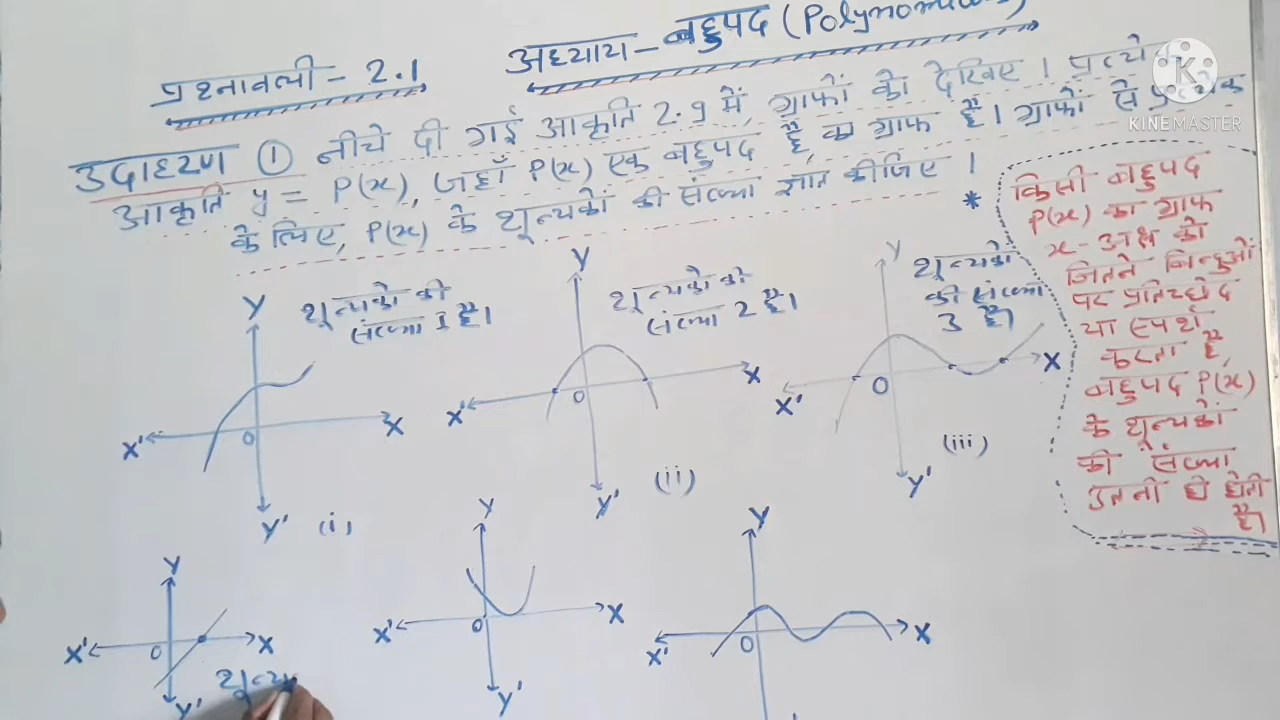 अध्याय - बहुपद (Polynomials)
प्रश्नावली - 2.1
उदाहरण ① नीचे दी गई आकृति 2.9 में, ग्राफों को देखिए । प्रत्येक
आकृति y = P(x), जहाँ P(x) एक बहुपद है, का ग्राफ है। ग्राफों से प्रत्येक
के लिए, P(x) के शून्यकों की संख्या ज्ञात कीजिए ।
KINEMASTER
* किसी बहुपद
P(x) का ग्राफ
x-अक्ष को
जितने बिन्दुओं
पर प्रतिच्छेद
या स्पर्श
करता है,
बहुपद P(x)
के शून्यकों
की संख्या
उतनी ही होती
है।
शून्यको की
संख्या 1 है।
Y
X'
O
X
Y'
(i)
शून्यको की
संख्या 2 है।
Y
X'
O
X
Y'
(ii)
शून्यकों
की संख्या
3 है।
Y
X'
O
X
Y'
(iii)
Y
X'
O
X
Y'
शून्य
Y
X'
O
X
Y'
Y
X'
O
X